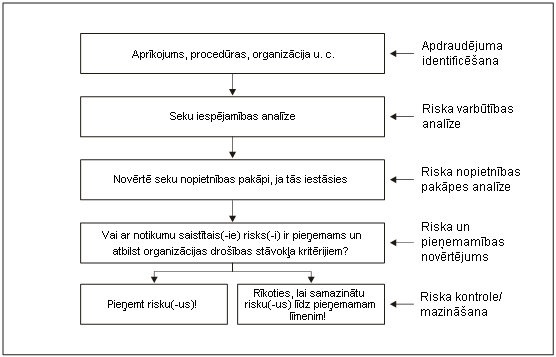 Aprīkojums, procedūras, organizācija u. c.
Apdraudējuma
identificēšana
Seku iespējamības analīze
Riska varbūtības
analīze
Novērtē seku nopietnības pakāpi, ja tās iestāsies
Riska nopietnības
pakāpes analīze
Vai ar notikumu saistītais(-ie) risks(-i) ir pieņemams un
atbilst organizācijas drošības stāvokļa kritērijiem?
Riska un
pieņemamības
novērtējums
Pieņemt risku(-us)!
Rīkoties, lai samazinātu
risku(-us) līdz pieņemamam
līmenim!
Riska kontrole/
mazināšana